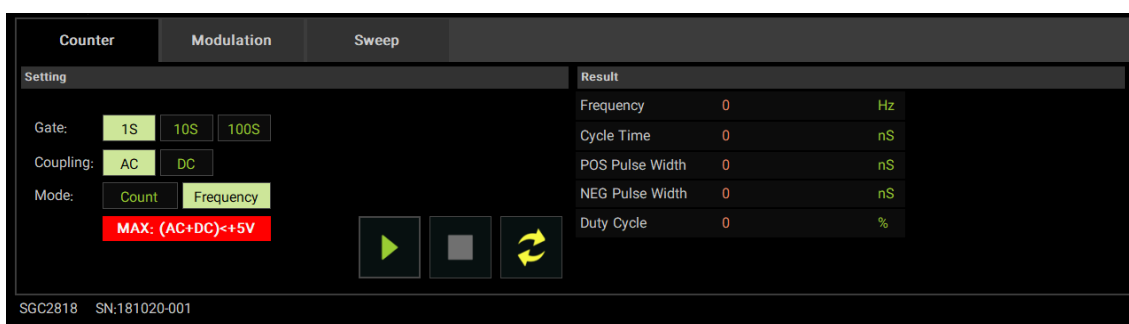 Counter Modulation Sweep
Setting
Gate: 1S 10S 100S
Coupling: AC DC
Mode: Count Frequency
MAX: (AC+DC)<+5V
Result
Frequency 0 Hz
Cycle Time 0 nS
POS Pulse Width 0 nS
NEG Pulse Width 0 nS
Duty Cycle 0 %
SGC2818 SN:181020-001